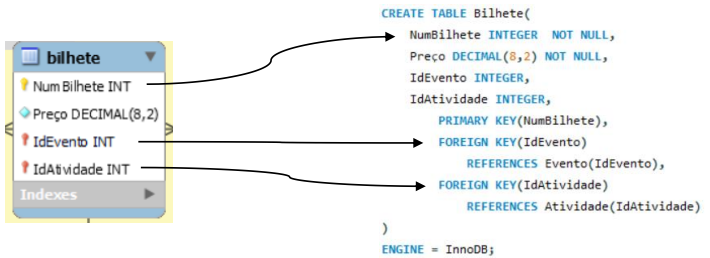 bilhete
Num Bilhete INT
Preço DECIMAL(8,2)
IdEvento INT
IdAtividade INT
Indexes
CREATE TABLE Bilhete(
NumBilhete INTEGER NOT NULL,
Preço DECIMAL(8,2) NOT NULL,
IdEvento INTEGER,
IdAtividade INTEGER,
PRIMARY KEY(NumBilhete),
FOREIGN KEY(IdEvento)
REFERENCES Evento(IdEvento),
FOREIGN KEY(IdAtividade)
REFERENCES Atividade(IdAtividade)
)
ENGINE = InnoDB;